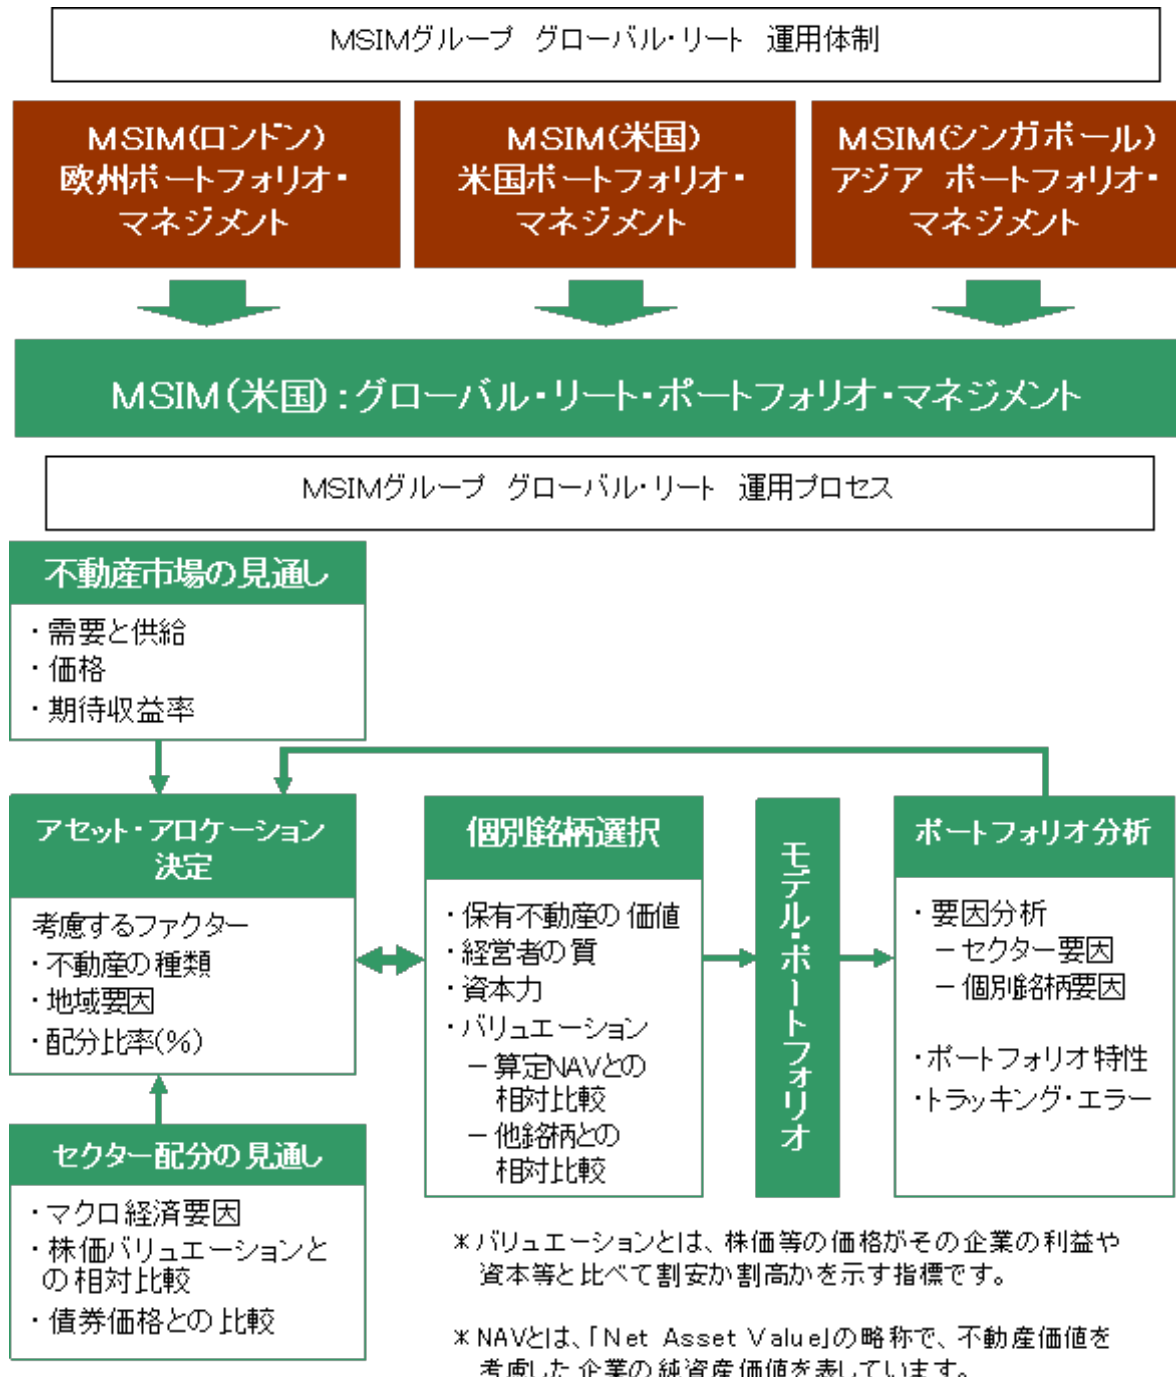 MSIMグループ グローバル・リート 運用体制
MSIM(ロンドン)
欧州ポートフォリオ・
マネジメント
MSIM(米国)
米国ポートフォリオ・
マネジメント
MSIM(シンガポール)
アジア ポートフォリオ・
マネジメント
MSIM(米国):グローバル・リート・ポートフォリオ・マネジメント
MSIMグループ グローバル・リート 運用プロセス
不動産市場の見通し
・需要と供給
・価格
・期待収益率
アセット・アロケーション
決定
考慮するファクター
・不動産の種類
・地域要因
・配分比率(%)
セクター配分の見通し
・マクロ経済要因
・株価バリュエーションと
の相対比較
・債券価格との比較
個別銘柄選択
・保有不動産の価値
・経営者の質
・資本力
・バリュエーション
－算定NAVとの
相対比較
－他銘柄との
相対比較
モデル・ポートフォリオ
ポートフォリオ分析
・要因分析
－セクター要因
－個別銘柄要因
・ポートフォリオ特性
・トラッキング・エラー
＊バリュエーションとは、株価等の価格がその企業の利益や
資本等と比べて割安か割高かを示す指標です。
＊NAVとは、「Net Asset Value」の略称で、不動産価値を
考慮した企業の純資産価値を表しています。